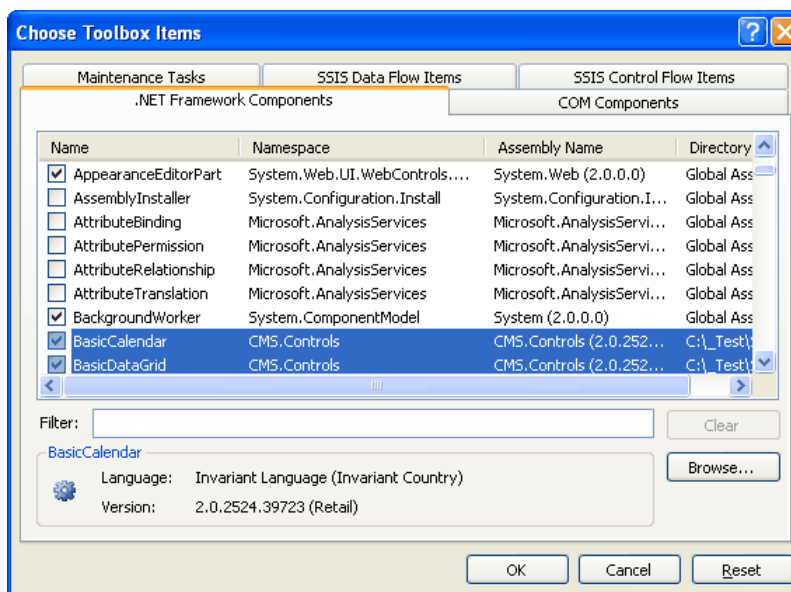 Choose Toolbox Items
Maintenance Tasks SSIS Data Flow Items SSIS Control Flow Items
.NET Framework Components COM Components
Name Namespace Assembly Name Directory
AppearanceEditorPart System.Web.UI.WebControls.... System.Web (2.0.0.0) Global Ass
AssemblyInstaller System.Configuration.Install System.Configuration.I... Global Ass
AttributeBinding Microsoft.AnalysisServices Microsoft.AnalysisServi... Global Ass
AttributePermission Microsoft.AnalysisServices Microsoft.AnalysisServi... Global Ass
AttributeRelationship Microsoft.AnalysisServices Microsoft.AnalysisServi... Global Ass
AttributeTranslation Microsoft.AnalysisServices Microsoft.AnalysisServi... Global Ass
BackgroundWorker System.ComponentModel System (2.0.0.0) Global Ass
BasicCalendar CMS.Controls CMS.Controls (2.0.252... C:\_Test\
BasicDataGrid CMS.Controls CMS.Controls (2.0.252... C:\_Test\
Filter: Clear
BasicCalendar
Language: Invariant Language (Invariant Country) Browse...
Version: 2.0.2524.39723 (Retail)
OK Cancel Reset